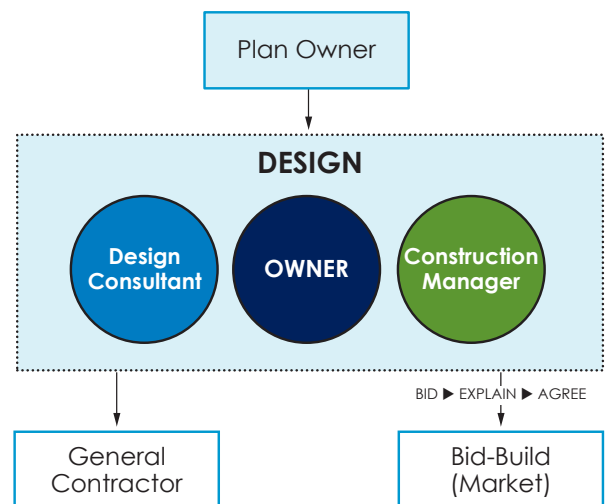 Plan Owner
DESIGN
Design
Consultant
OWNER
Construction
Manager
BID ▶ EXPLAIN ▶ AGREE
General
Contractor
Bid-Build
(Market)